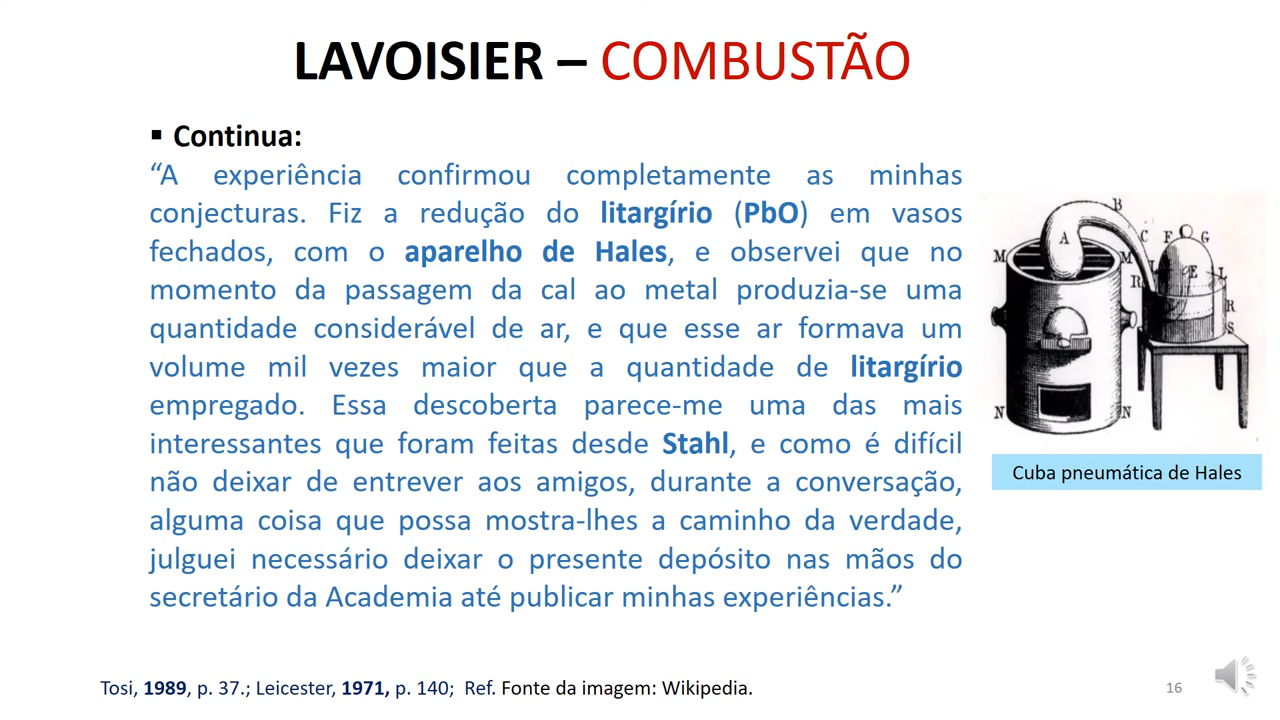 LAVOISIER – COMBUSTÃO
▪ Continua:
“A experiência confirmou completamente as minhas
conjecturas. Fiz a redução do litargírio (PbO) em vasos
fechados, com o aparelho de Hales, e observei que no
momento da passagem da cal ao metal produzia-se uma
quantidade considerável de ar, e que esse ar formava um
volume mil vezes maior que a quantidade de litargírio
empregado. Essa descoberta parece-me uma das mais
interessantes que foram feitas desde Stahl, e como é difícil
não deixar de entrever aos amigos, durante a conversação,
alguma coisa que possa mostra-lhes a caminho da verdade,
julguei necessário deixar o presente depósito nas mãos do
secretário da Academia até publicar minhas experiências.”
B
A
C F G
M M
E L
R
R
S
N N
Cuba pneumática de Hales
Tosi, 1989, p. 37.; Leicester, 1971, p. 140; Ref. Fonte da imagem: Wikipedia.
16